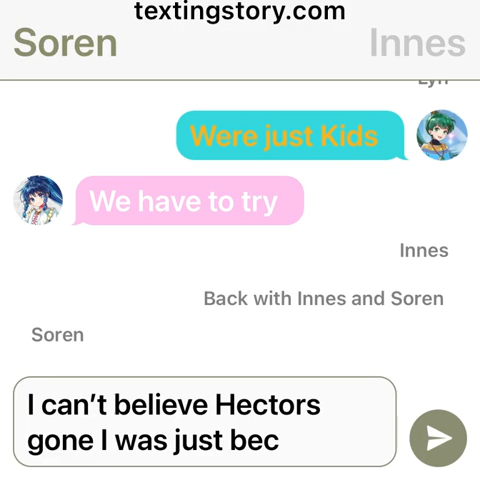 textingstory.com
Soren
Innes
Lyn
Were just Kids
We have to try
Innes
Back with Innes and Soren
Soren
I can't believe Hectors
gone I was just bec